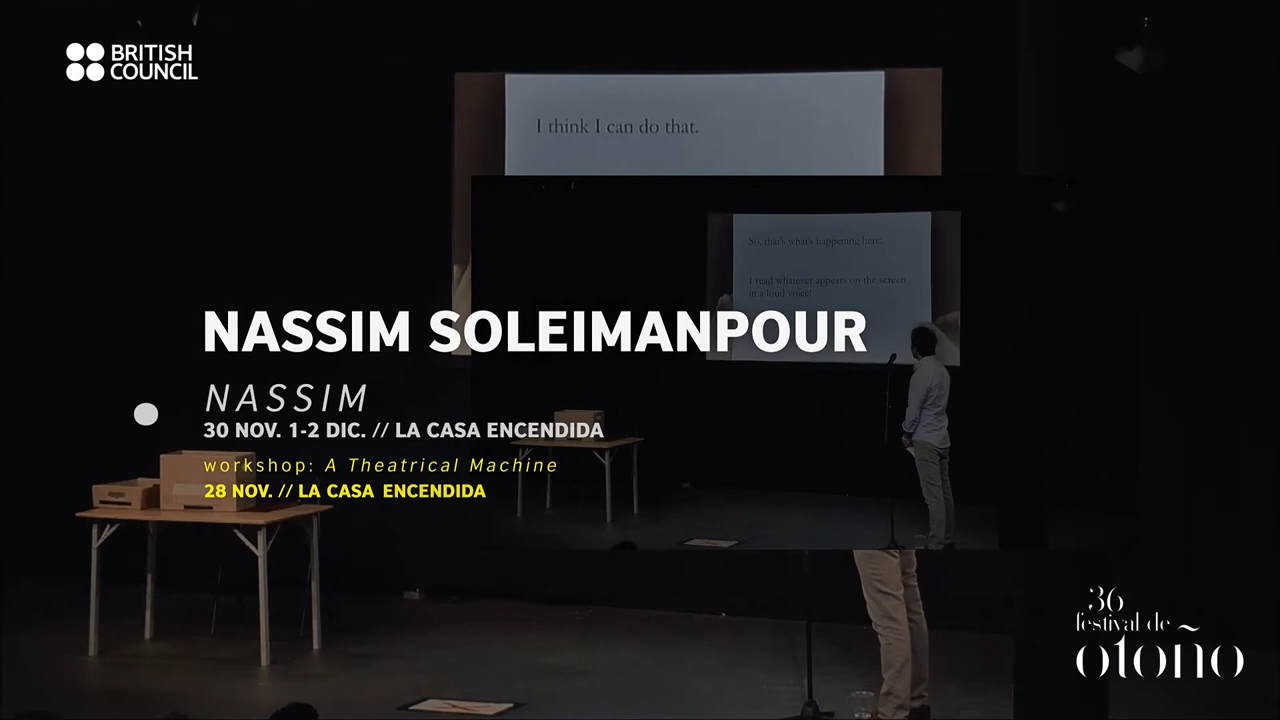 BRITISH
COUNCIL
I think I can do that.
So, that's what's happening here:
I read whatever appears on the screen
in a loud voice!
NASSIM SOLEIMANPOUR
NASSIM
30 NOV. 1-2 DIC. // LA CASA ENCENDIDA
workshop: A Theatrical Machine
28 NOV. // LA CASA ENCENDIDA
36
festival de
otoño